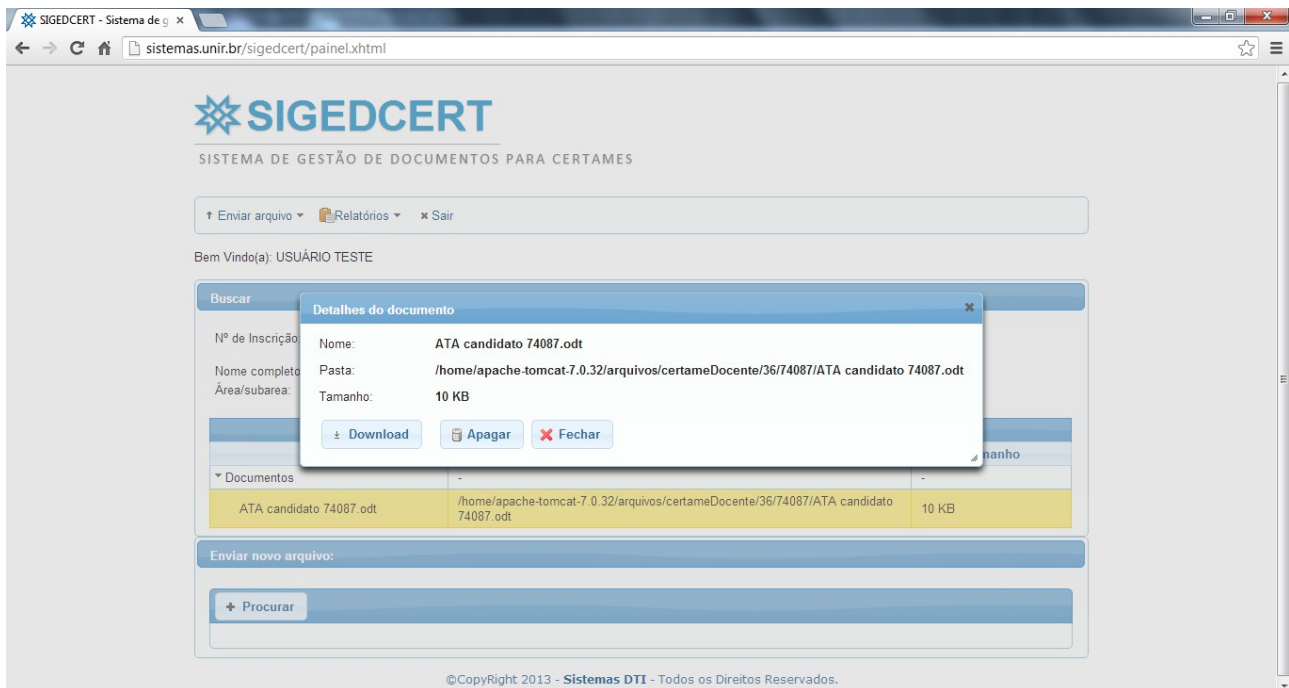 SIGEDCERT - Sistema de g
sistemas.unir.br/sigedcert/painel.xhtml
SIGEDCERT
SISTEMA DE GESTÃO DE DOCUMENTOS PARA CERTAMES
Enviar arquivo Relatórios Sair
Bem Vindo(a): USUÁRIO TESTE
Buscar
Nº de Inscrição
Nome completo
Área/subarea:
Detalhes do documento
Nome: ATA candidato 74087.odt
Pasta: /home/apache-tomcat-7.0.32/arquivos/certameDocente/36/74087/ATA candidato 74087.odt
Tamanho: 10 KB
Download Apagar Fechar
manho
Documentos - -
ATA candidato 74087.odt /home/apache-tomcat-7.0.32/arquivos/certameDocente/36/74087/ATA candidato 10 KB
74087.odt
Enviar novo arquivo:
Procurar
©CopyRight 2013 - Sistemas DTI - Todos os Direitos Reservados.